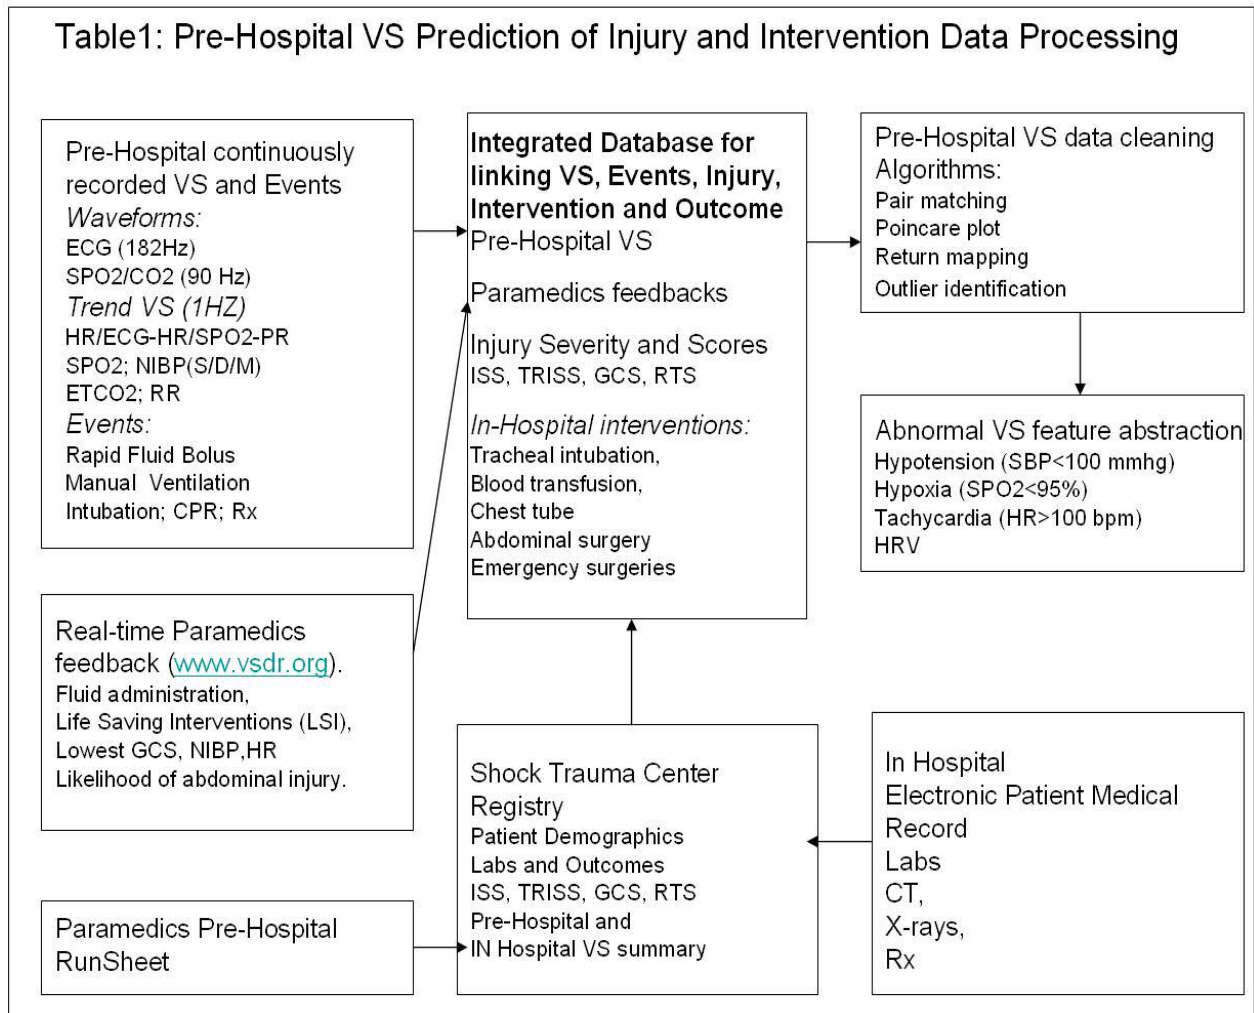 Table1: Pre-Hospital VS Prediction of Injury and Intervention Data Processing
Pre-Hospital continuously
recorded VS and Events
Waveforms:
ECG (182Hz)
SPO2/CO2 (90 Hz)
Trend VS (1HZ)
HR/ECG-HR/SPO2-PR
SPO2; NIBP(S/D/M)
ETCO2; RR
Events:
Rapid Fluid Bolus
Manual Ventilation
Intubation; CPR; Rx
Real-time Paramedics
feedback (www.vsdr.org).
Fluid administration,
Life Saving Interventions (LSI),
Lowest GCS, NIBP,HR
Likelihood of abdominal injury.
Paramedics Pre-Hospital
RunSheet
Integrated Database for
linking VS, Events, Injury,
Intervention and Outcome
Pre-Hospital VS
Paramedics feedbacks
Injury Severity and Scores
ISS, TRISS, GCS, RTS
In-Hospital interventions:
Tracheal intubation,
Blood transfusion,
Chest tube
Abdominal surgery
Emergency surgeries
Shock Trauma Center
Registry
Patient Demographics
Labs and Outcomes
ISS, TRISS, GCS, RTS
Pre-Hospital and
IN Hospital VS summary
Pre-Hospital VS data cleaning
Algorithms:
Pair matching
Poincare plot
Return mapping
Outlier identification
Abnormal VS feature abstraction
Hypotension (SBP<100 mmhg)
Hypoxia (SPO2<95%)
Tachycardia (HR>100 bpm)
HRV
In Hospital
Electronic Patient Medical
Record
Labs
CT,
X-rays,
Rx